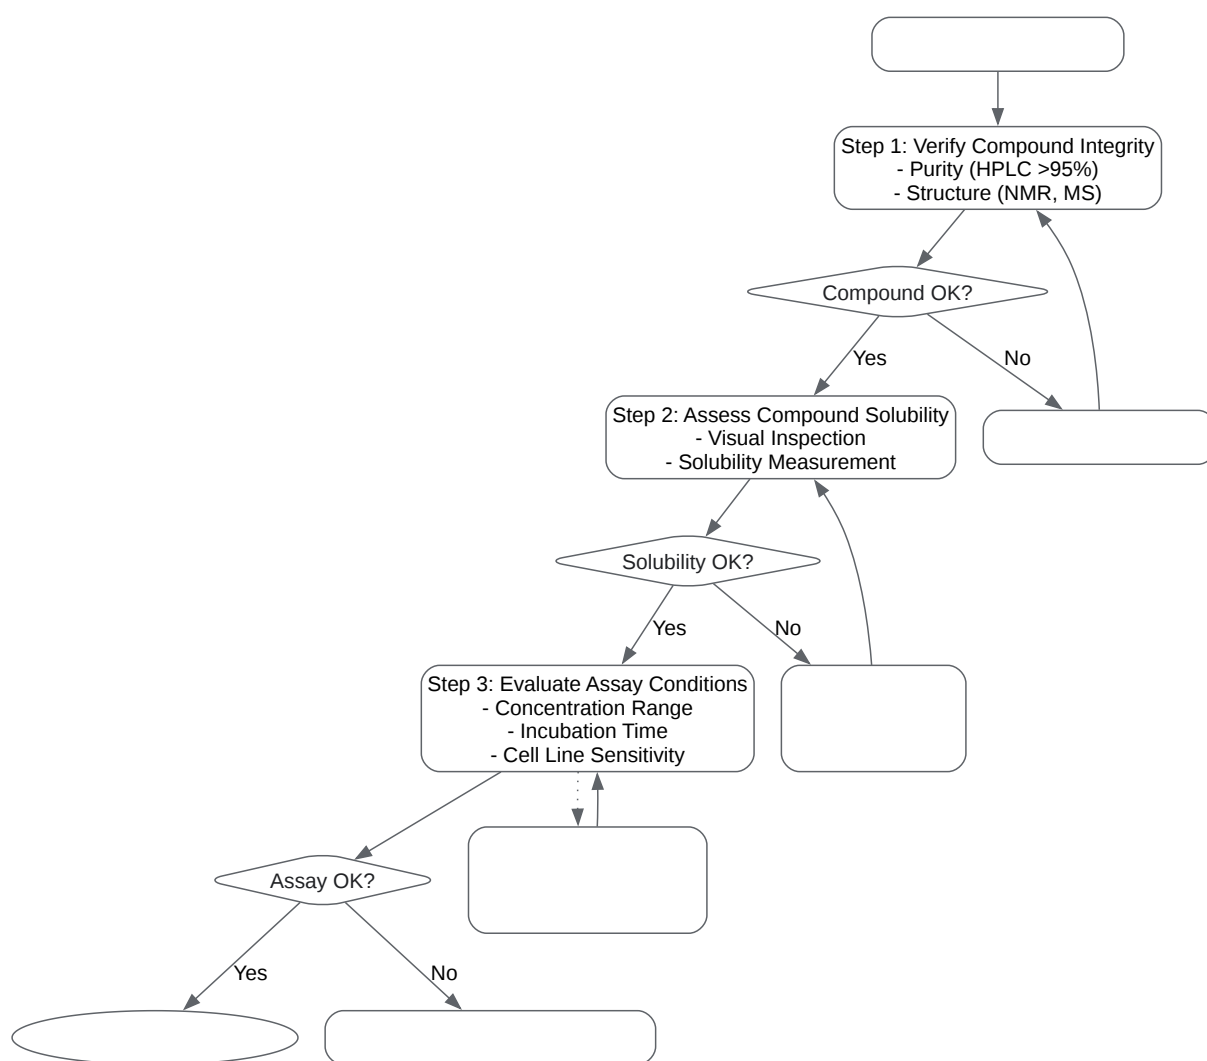 Step 1: Verify Compound Integrity
- Purity (HPLC >95%)
- Structure (NMR, MS)
Compound OK?
Yes
No
Step 2: Assess Compound Solubility
- Visual Inspection
- Solubility Measurement
Solubility OK?
Yes
No
Step 3: Evaluate Assay Conditions
- Concentration Range
- Incubation Time
- Cell Line Sensitivity
Assay OK?
Yes
No